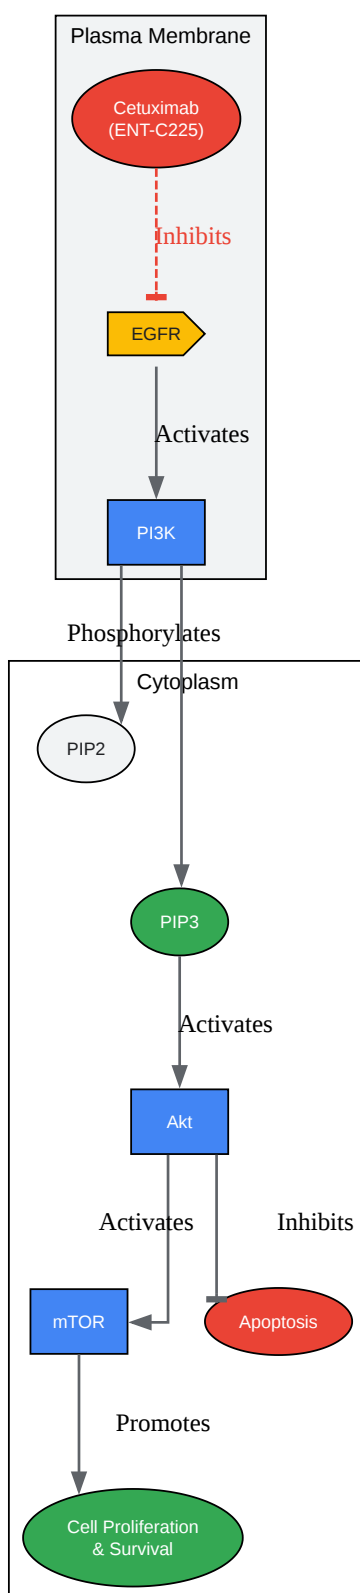 Plasma Membrane
Cetuximab
(ENT-C225)
Inhibits
EGFR
Activates
PI3K
Phosphorylates
Cytoplasm
PIP2
PIP3
Activates
Akt
Activates
Inhibits
mTOR
Apoptosis
Promotes
Cell Proliferation
& Survival